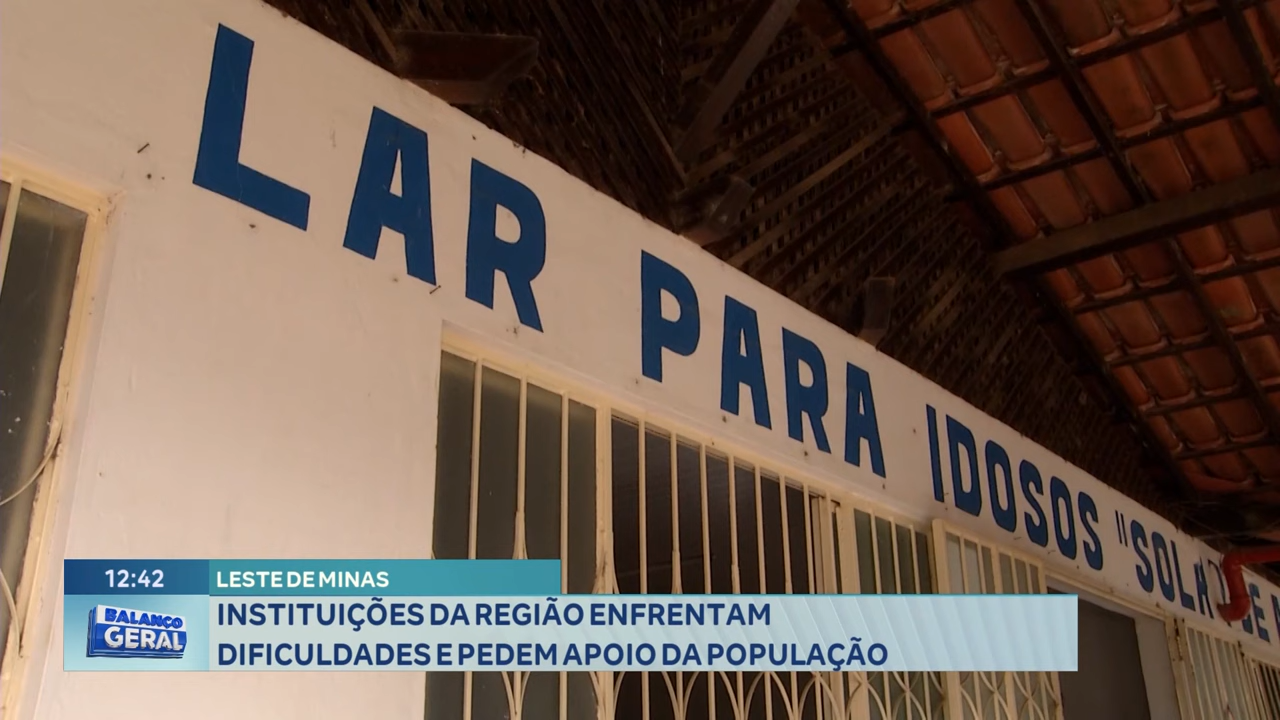 LAR PARA IDOSOS "SOLAR
12:42
LESTE DE MINAS
BALANÇO
GERAL
INSTITUIÇÕES DA REGIÃO ENFRENTAM
DIFICULDADES E PEDEM APOIO DA POPULAÇÃO